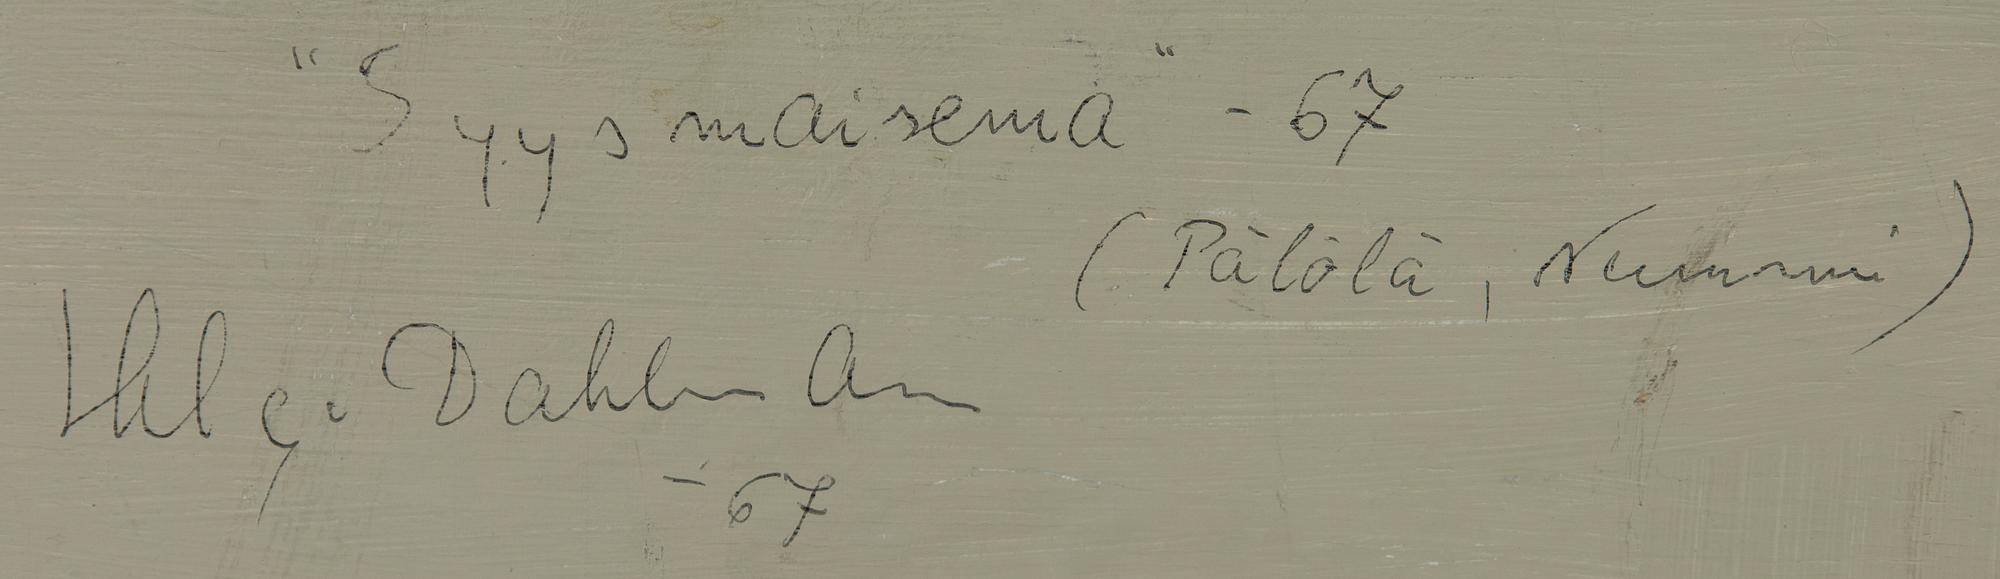 "Syysmaisema" - 67
(Pälölä, Nummi)
Helge Dahlman
- 67